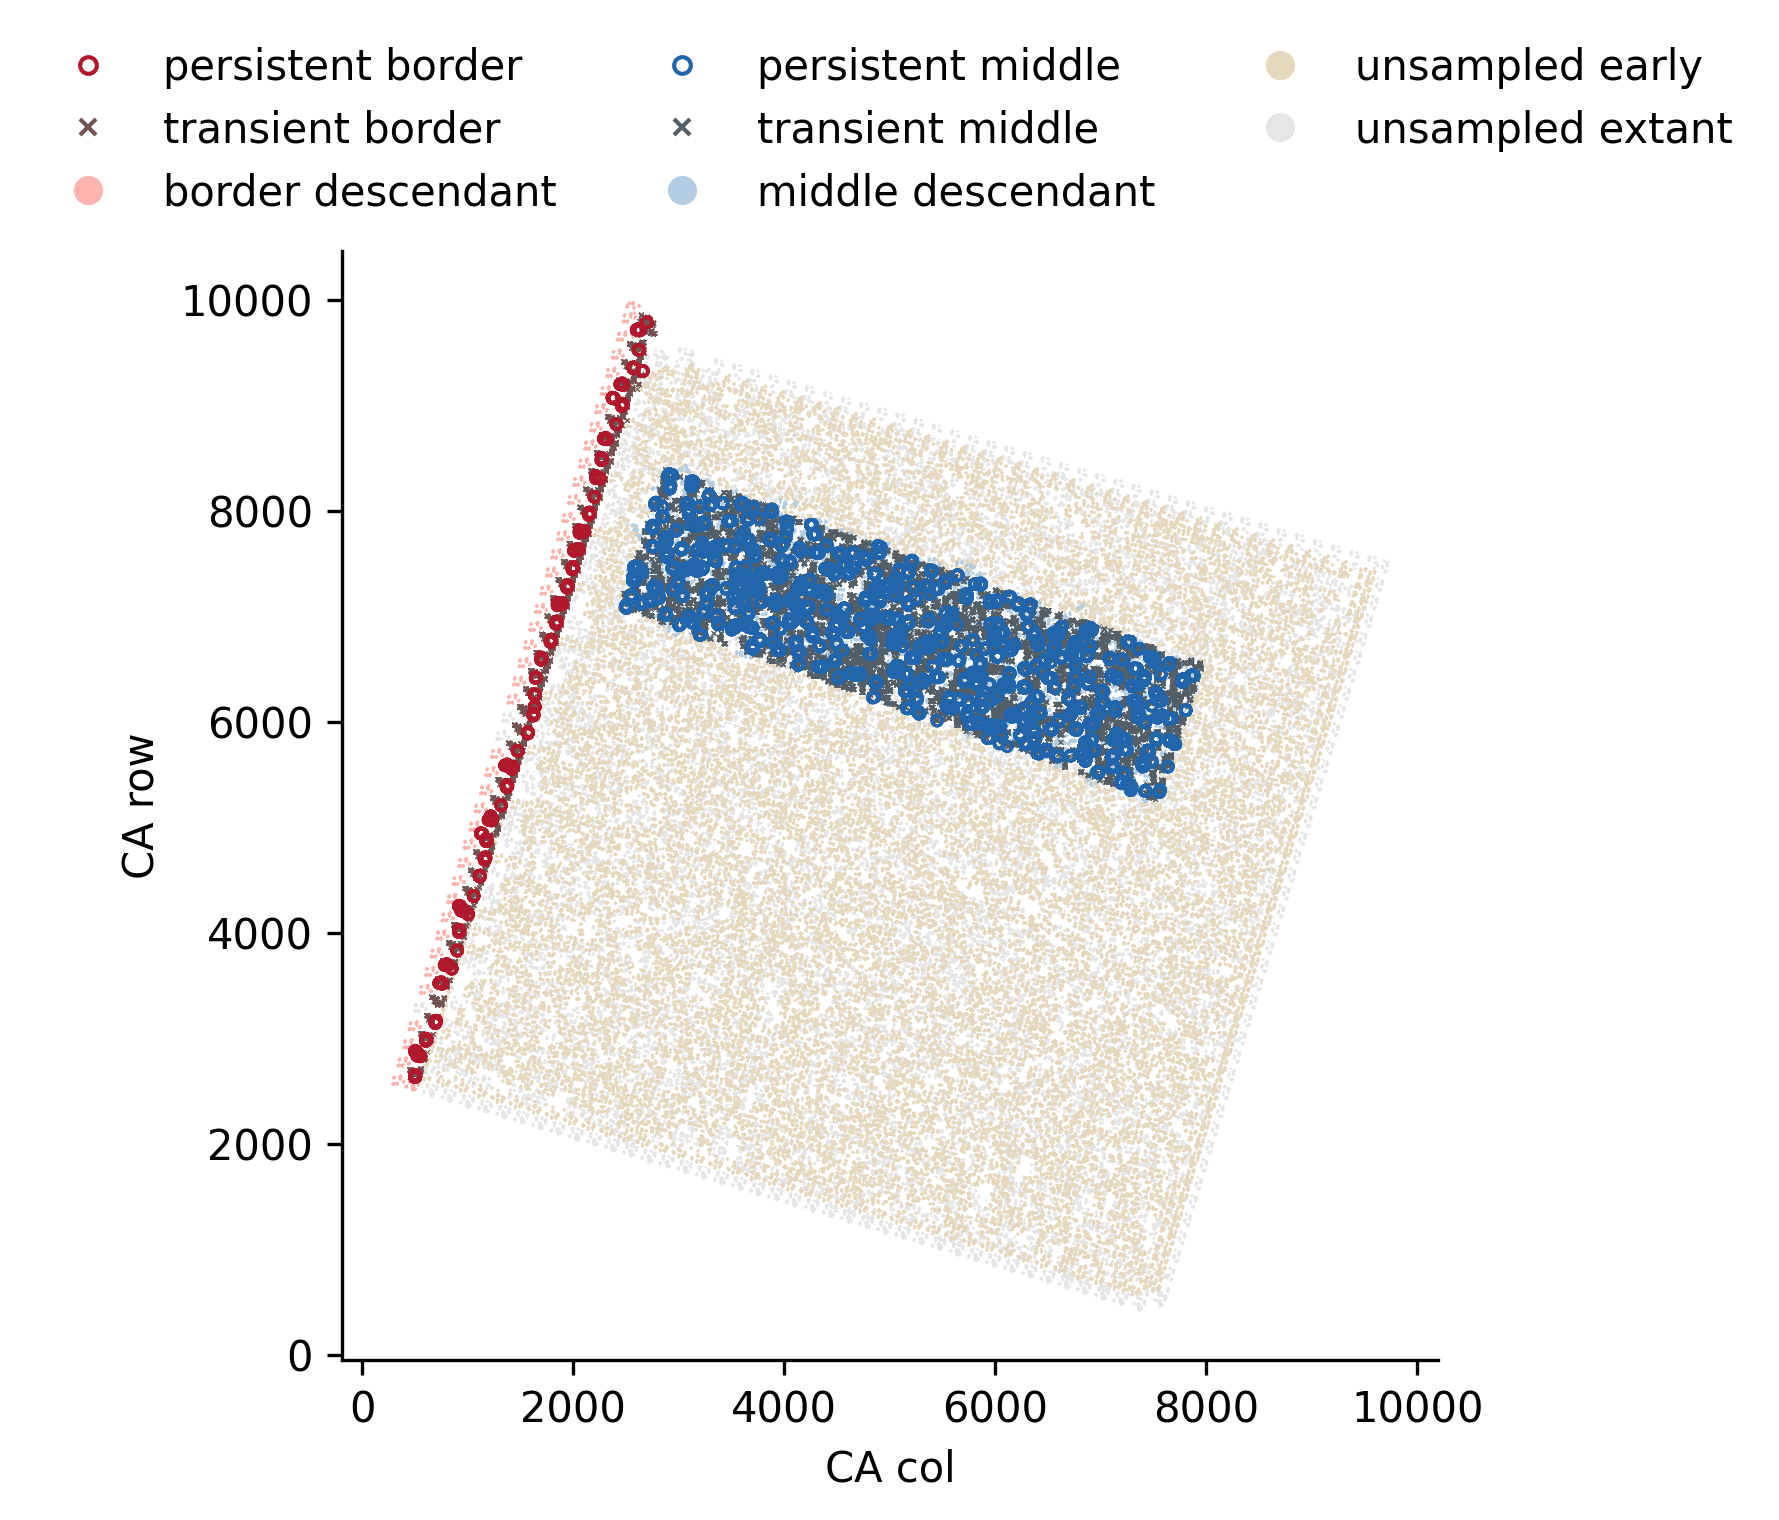 persistent border
persistent middle
unsampled early
transient border
transient middle
unsampled extant
border descendant
middle descendant
10000
8000
6000
4000
2000
0
CA row
0
2000
4000
6000
8000
10000
CA col